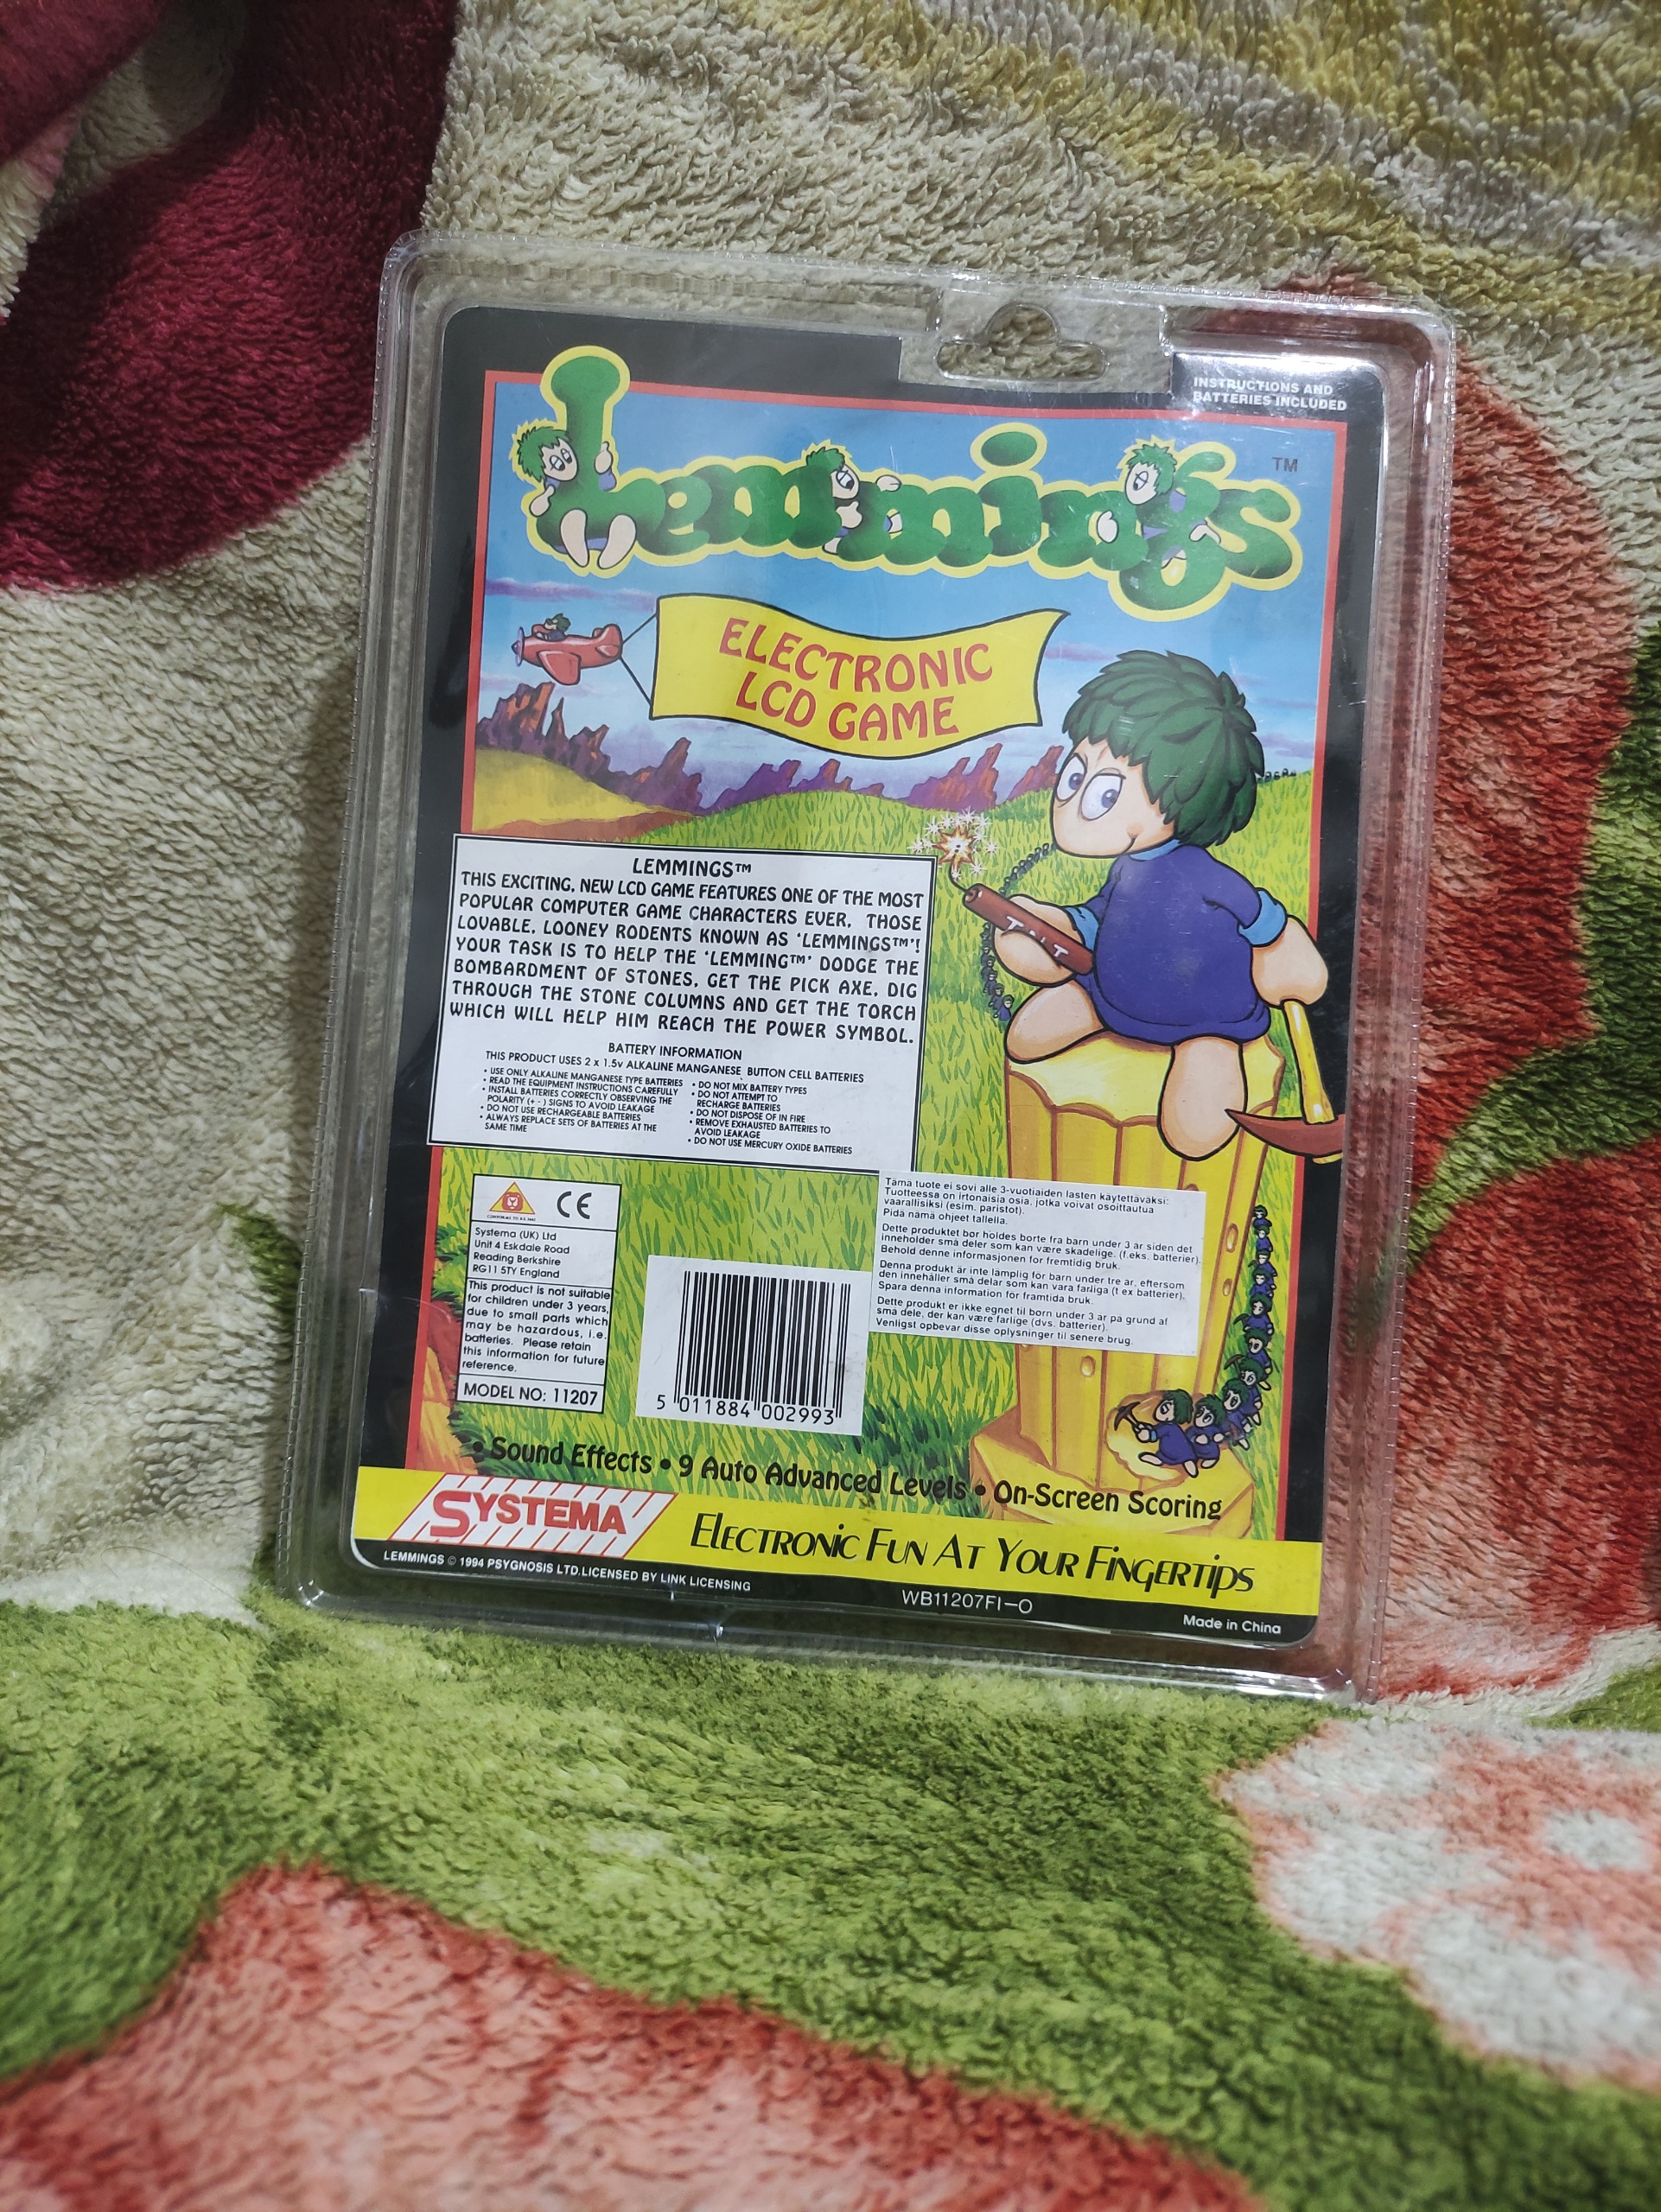 INSTRUCTIONS AND
BATTERIES INCLUDED
Lemmings
TM
ELECTRONIC
LCD GAME
TNT
LEMMINGS™
THIS EXCITING, NEW LCD GAME FEATURES ONE OF THE MOST
POPULAR COMPUTER GAME CHARACTERS EVER, THOSE
LOVABLE, LOONEY RODENTS KNOWN AS 'LEMMINGS™'!
YOUR TASK IS TO HELP THE 'LEMMING™' DODGE THE
BOMBARDMENT OF STONES, GET THE PICK AXE, DIG
THROUGH THE STONE COLUMNS AND GET THE TORCH
WHICH WILL HELP HIM REACH THE POWER SYMBOL.
BATTERY INFORMATION
THIS PRODUCT USES 2 x 1.5v ALKALINE MANGANESE BUTTON CELL BATTERIES
• USE ONLY ALKALINE MANGANESE TYPE BATTERIES
• READ THE EQUIPMENT INSTRUCTIONS CAREFULLY
• INSTALL BATTERIES CORRECTLY OBSERVING THE
POLARITY (+ -) SIGNS TO AVOID LEAKAGE
• DO NOT USE RECHARGEABLE BATTERIES
• ALWAYS REPLACE SETS OF BATTERIES AT THE
SAME TIME
• DO NOT MIX BATTERY TYPES
• DO NOT ATTEMPT TO
RECHARGE BATTERIES
• DO NOT DISPOSE OF IN FIRE
• REMOVE EXHAUSTED BATTERIES TO
AVOID LEAKAGE
• DO NOT USE MERCURY OXIDE BATTERIES
CE
Systema (UK) Ltd
Unit 4 Eskdale Road
Reading Berkshire
RG11 5TY England
This product is not suitable
for children under 3 years,
due to small parts which
may be hazardous, i.e.
batteries. Please retain
this information for future
reference.
MODEL NO: 11207
5 011884 002993
Tämä tuote ei sovi alle 3-vuotiaiden lasten käytettäväksi:
Tuotteessa on irtonaisia osia, jotka voivat osoittautua
vaarallisiksi (esim. paristot).
Pidä nämä ohjeet tallella.
Dette produktet bør holdes borte fra barn under 3 år siden det
inneholder små deler som kan være skadelige. (f.eks. batterier).
Behold denne informasjonen for fremtidig bruk.
Denna produkt är inte lämplig för barn under tre år, eftersom
den innehåller små delar som kan vara farliga (t ex batterier).
Spara denna information för framtida bruk.
Dette produkt er ikke egnet til børn under 3 år på grund af
små dele, der kan være farlige (dvs. batterier).
Venligst opbevar disse oplysninger til senere brug.
• Sound Effects • 9 Auto Advanced Levels • On-Screen Scoring
SYSTEMA
ELECTRONIC FUN AT YOUR FINGERTIPS
LEMMINGS © 1994 PSYGNOSIS LTD.LICENSED BY LINK LICENSING
WB11207FI-O
Made in China